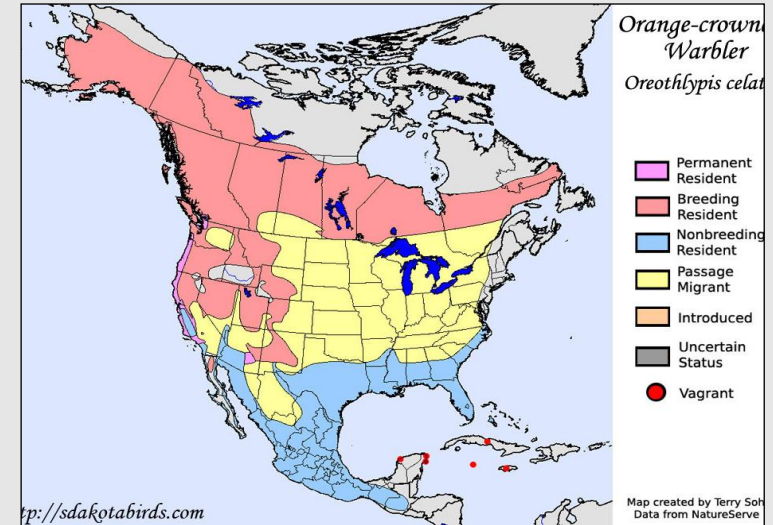 Orange-crown
Warbler
Oreothlypis celat
Permanent
Resident
Breeding
Resident
Nonbreeding
Resident
Passage
Migrant
Introduced
Uncertain
Status
Vagrant
Map created by Terry Soh
Data from NatureServe
tp://sdakotabirds.com